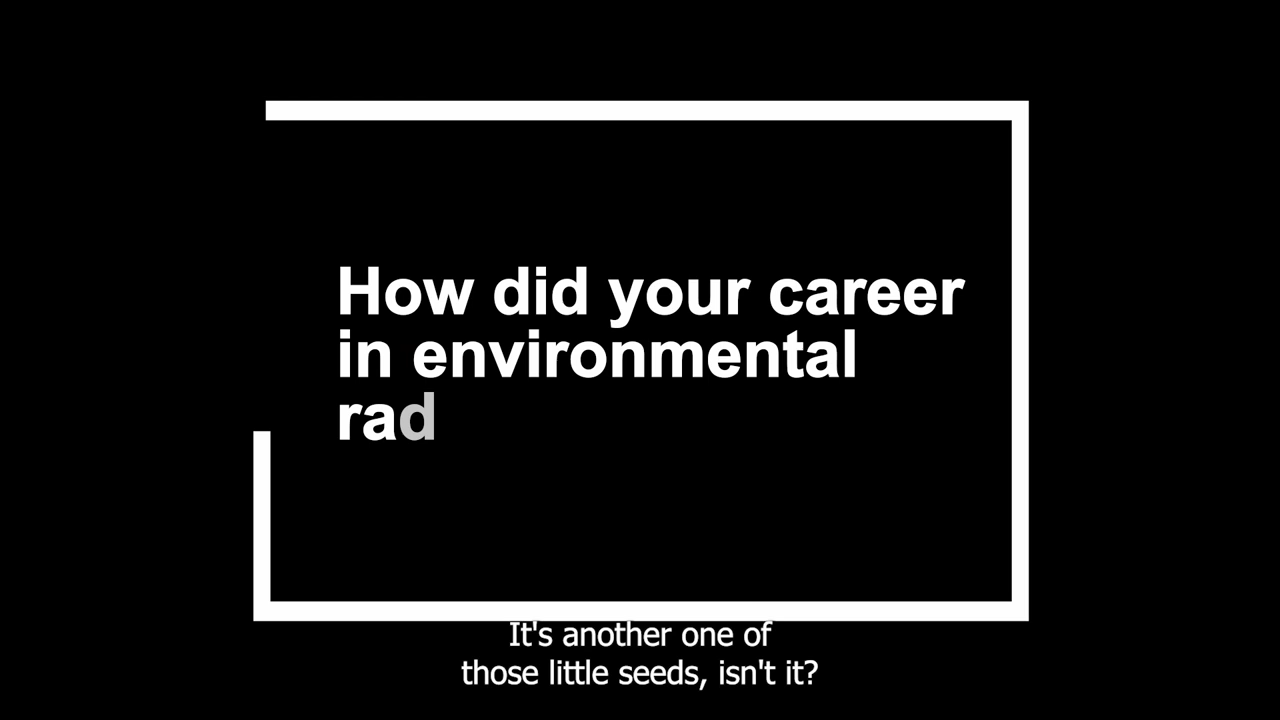 How did your career
in environmental
rad
It's another one of
those little seeds, isn't it?